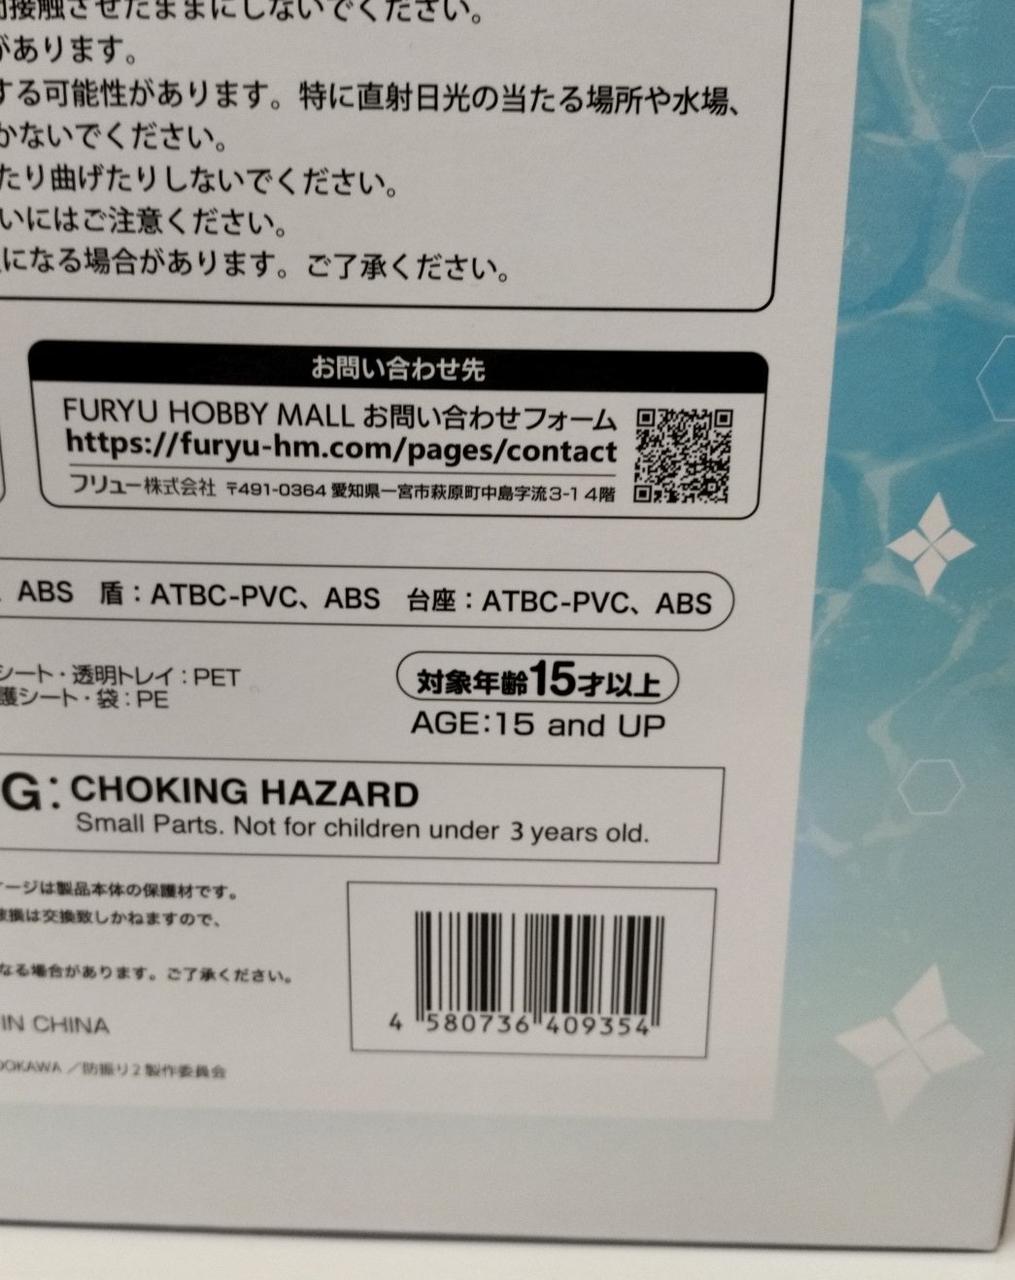 接触させたままにしないでください。
があります。
する可能性があります。特に直射日光の当たる場所や水場、
かないでください。
たり曲げたりしないでください。
いにはご注意ください。
になる場合があります。ご了承ください。
お問い合わせ先
FURYU HOBBY MALL お問い合わせフォーム
https://furyu-hm.com/pages/contact
フリュー株式会社 〒491-0364 愛知県一宮市萩原町中島字流3-1 4階
ABS 盾：ATBC-PVC、ABS 台座：ATBC-PVC、ABS
シート・透明トレイ：PET
護シート・袋：PE
対象年齢15才以上
AGE:15 and UP
G: CHOKING HAZARD
Small Parts. Not for children under 3 years old.
ージは製品本体の保護材です。
破損は交換致しかねますので、
なる場合があります。ご了承ください。
IN CHINA
DOKAWA／防振り2製作委員会
4 580736 409354